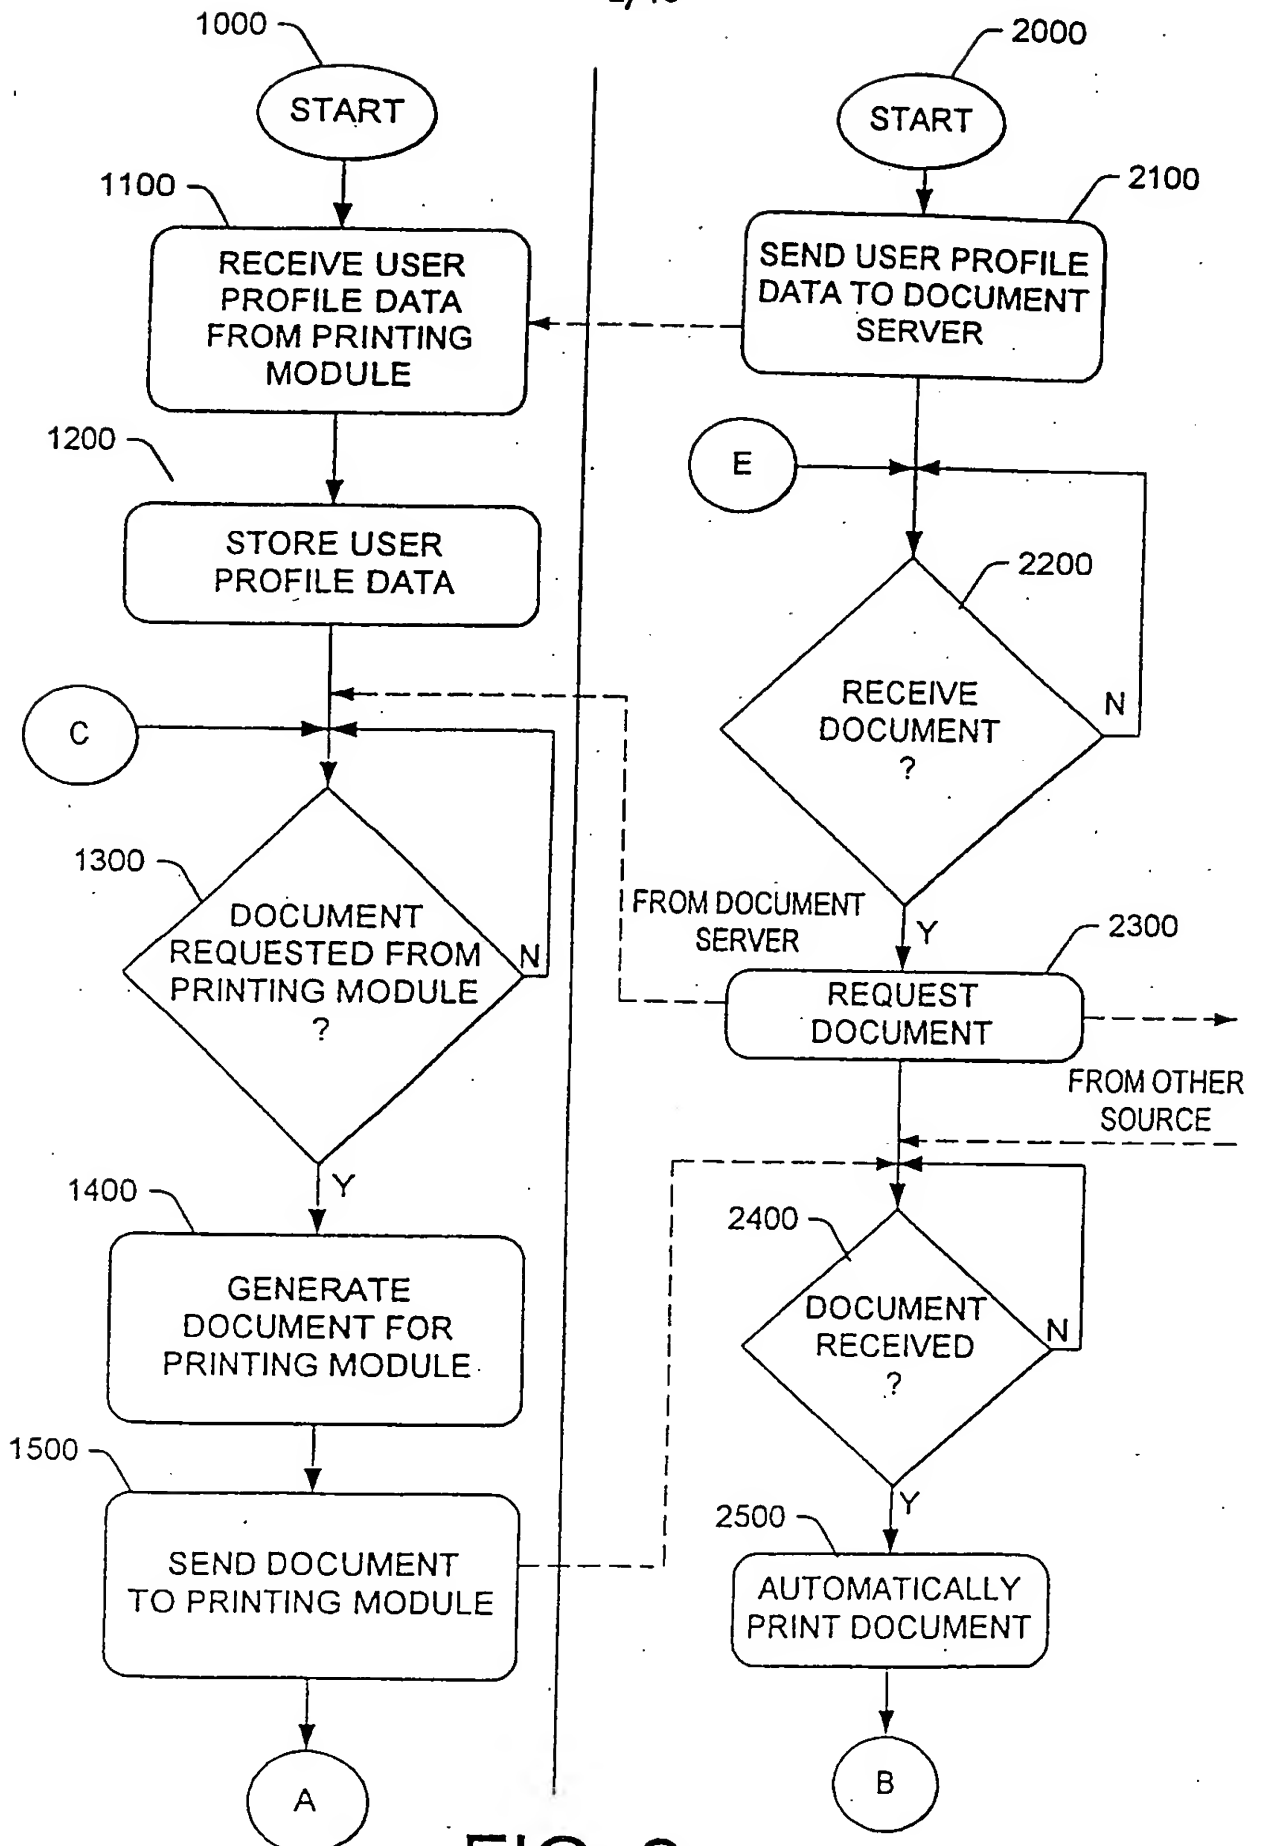 1000
START
1100
RECEIVE USER
PROFILE DATA
FROM PRINTING
MODULE
1200
STORE USER
PROFILE DATA
C
1300
DOCUMENT
REQUESTED FROM
PRINTING MODULE
?
N
Y
1400
GENERATE
DOCUMENT FOR
PRINTING MODULE
1500
SEND DOCUMENT
TO PRINTING MODULE
A
2000
START
2100
SEND USER PROFILE
DATA TO DOCUMENT
SERVER
E
2200
RECEIVE
DOCUMENT
?
N
Y
FROM DOCUMENT
SERVER
2300
REQUEST
DOCUMENT
FROM OTHER
SOURCE
2400
DOCUMENT
RECEIVED
?
N
Y
2500
AUTOMATICALLY
PRINT DOCUMENT
B